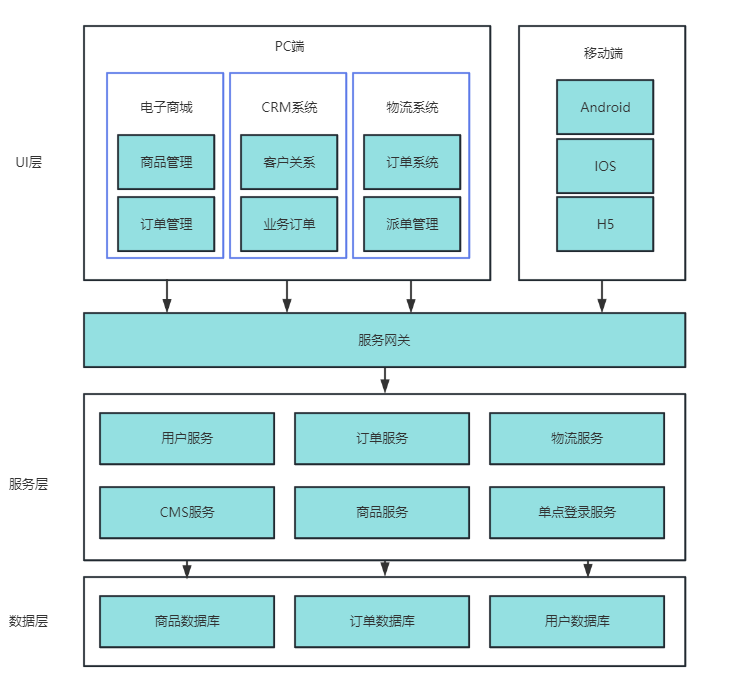 PC端
移动端
电子商城
CRM系统
物流系统
Android
UI层
商品管理
客户关系
订单系统
IOS
订单管理
业务订单
派单管理
H5
服务网关
用户服务
订单服务
物流服务
服务层
CMS服务
商品服务
单点登录服务
数据层
商品数据库
订单数据库
用户数据库